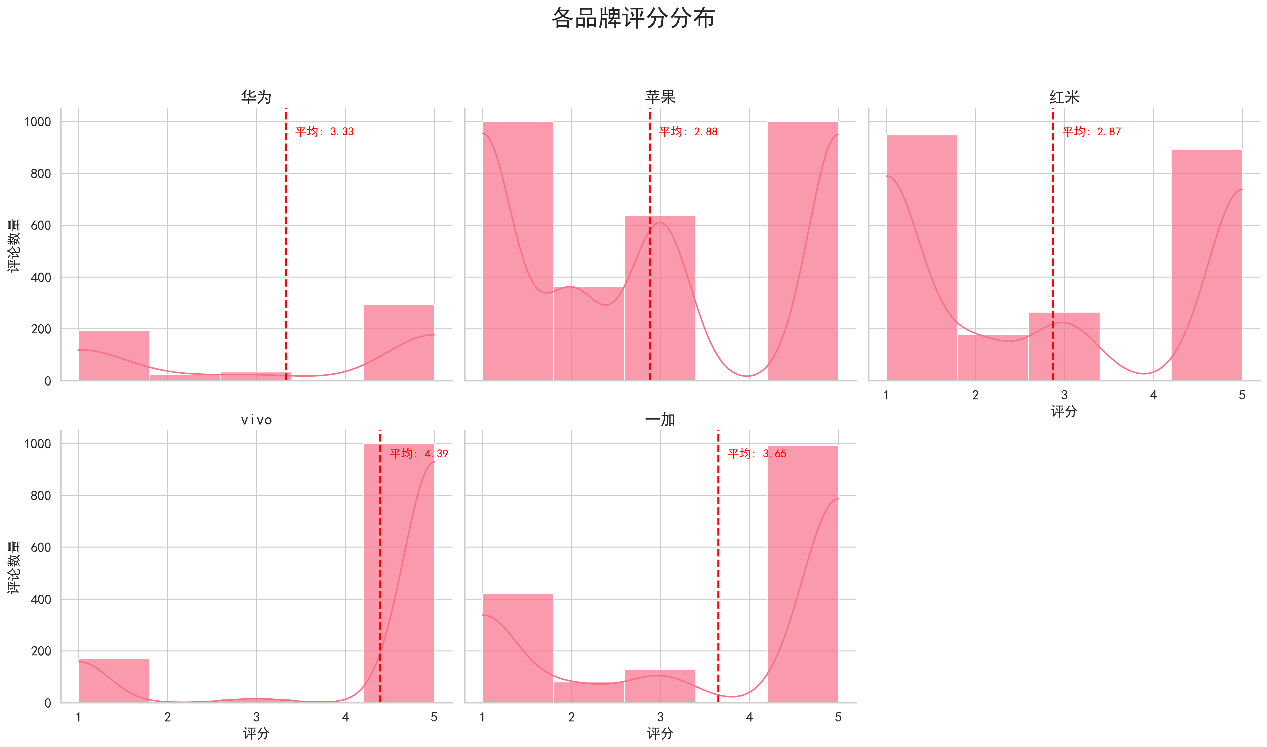 各品牌评分分布
华为
苹果
红米
平均: 3.33
平均: 2.88
平均: 2.87
评论数量
1000
800
600
400
200
0
1 2 3 4 5
评分
vivo
一加
平均: 4.39
平均: 3.65
评论数量
1000
800
600
400
200
0
1 2 3 4 5
评分
1 2 3 4 5
评分